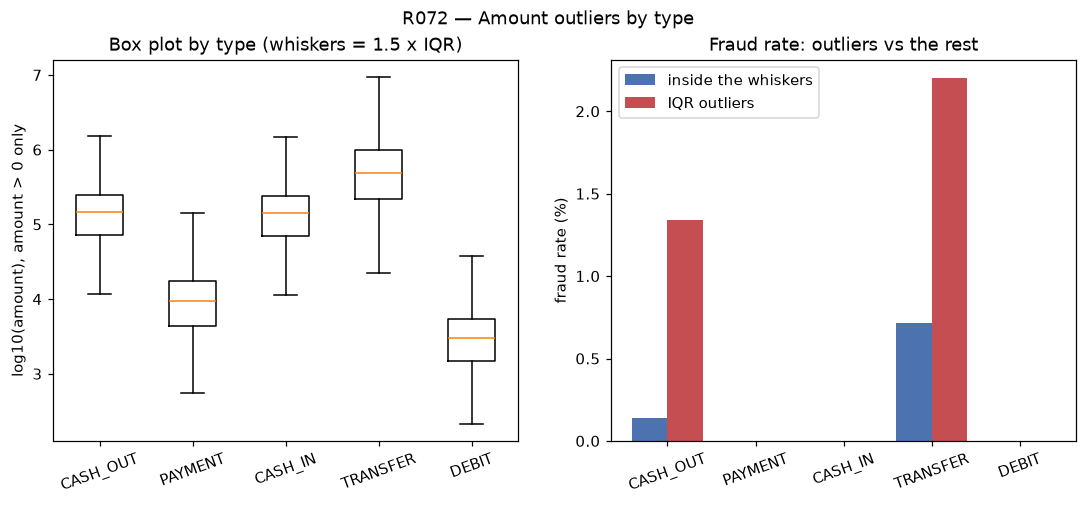 R072 — Amount outliers by type
Box plot by type (whiskers = 1.5 x IQR)
log10(amount), amount > 0 only
7
6
5
4
3
CASH_OUT
PAYMENT
CASH_IN
TRANSFER
DEBIT
Fraud rate: outliers vs the rest
inside the whiskers
IQR outliers
fraud rate (%)
2.0
1.5
1.0
0.5
0.0
CASH_OUT
PAYMENT
CASH_IN
TRANSFER
DEBIT